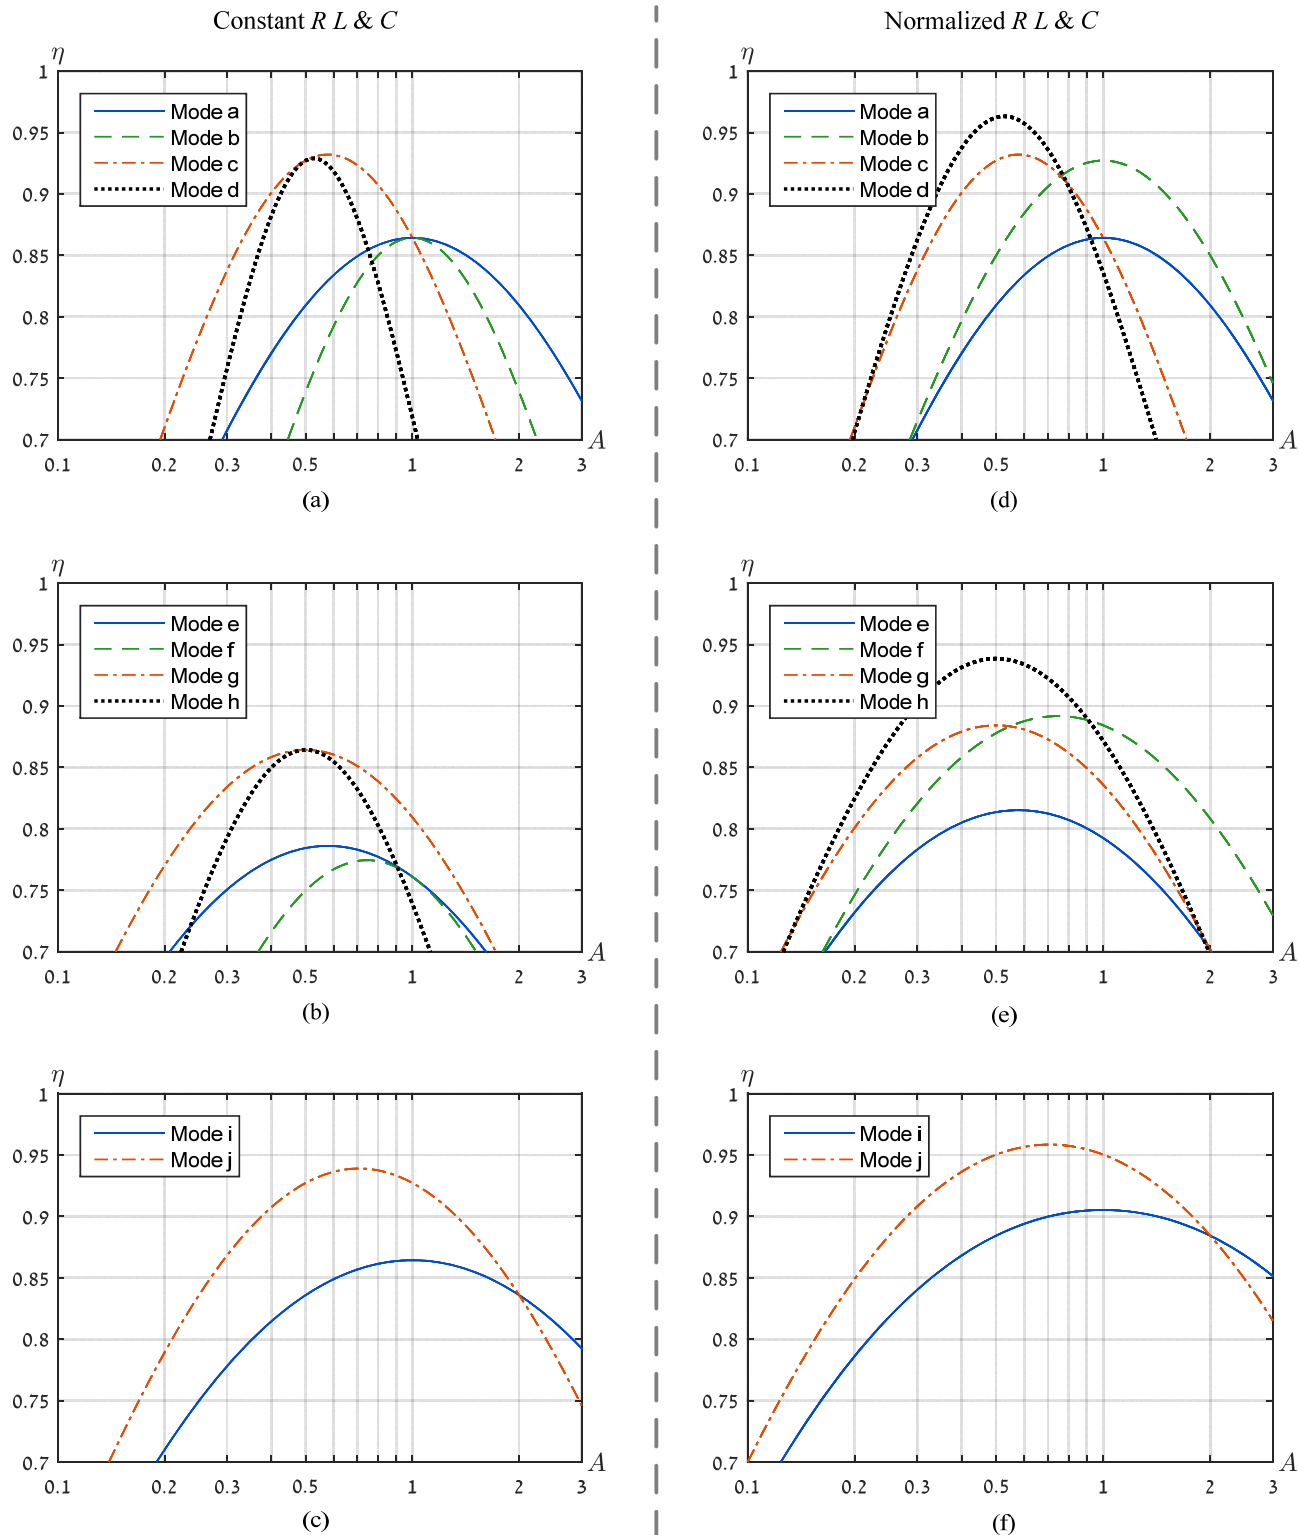 Constant R L & C
η
1
0.95
0.9
0.85
0.8
0.75
0.7
Mode a
Mode b
Mode c
Mode d
0.1 0.2 0.3 0.5 1 2 3
A
(a)
η
1
0.95
0.9
0.85
0.8
0.75
0.7
Mode e
Mode f
Mode g
Mode h
0.1 0.2 0.3 0.5 1 2 3
A
(b)
η
1
0.95
0.9
0.85
0.8
0.75
0.7
Mode i
Mode j
0.1 0.2 0.3 0.5 1 2 3
A
(c)
Normalized R L & C
η
1
0.95
0.9
0.85
0.8
0.75
0.7
Mode a
Mode b
Mode c
Mode d
0.1 0.2 0.3 0.5 1 2 3
A
(d)
η
1
0.95
0.9
0.85
0.8
0.75
0.7
Mode e
Mode f
Mode g
Mode h
0.1 0.2 0.3 0.5 1 2 3
A
(e)
η
1
0.95
0.9
0.85
0.8
0.75
0.7
Mode i
Mode j
0.1 0.2 0.3 0.5 1 2 3
A
(f)